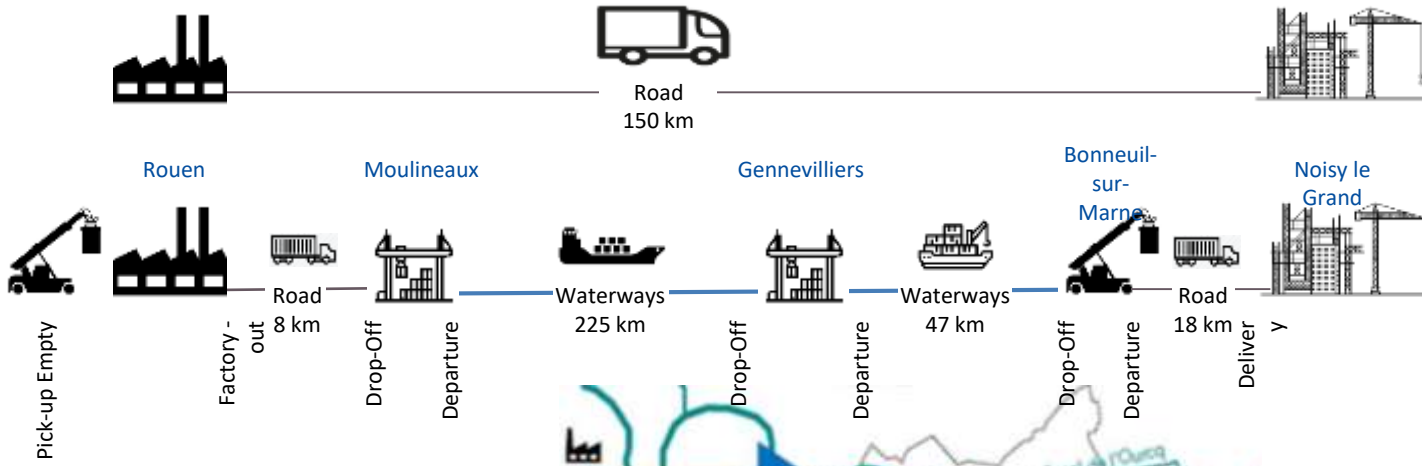 Road
150 km
Rouen
Moulineaux
Gennevilliers
Bonneuil-
sur-
Marne
Noisy le
Grand
Road
8 km
Waterways
225 km
Waterways
47 km
Road
18 km
Pick-up Empty
Factory -
out
Drop-Off
Departure
Drop-Off
Departure
Drop-Off
Departure
Deliver
y
l'Ourcq